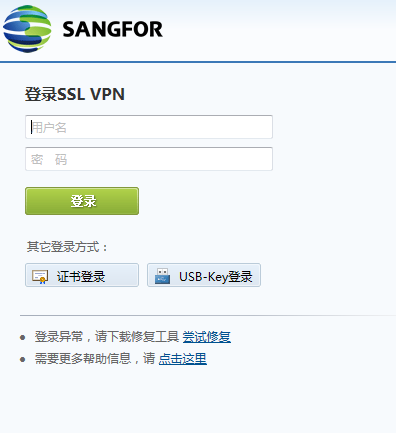 SANGFOR
登录SSL VPN
用户名
密 码
登录
其它登录方式：
证书登录 USB-Key登录
登录异常，请下载修复工具 尝试修复
需要更多帮助信息，请 点击这里